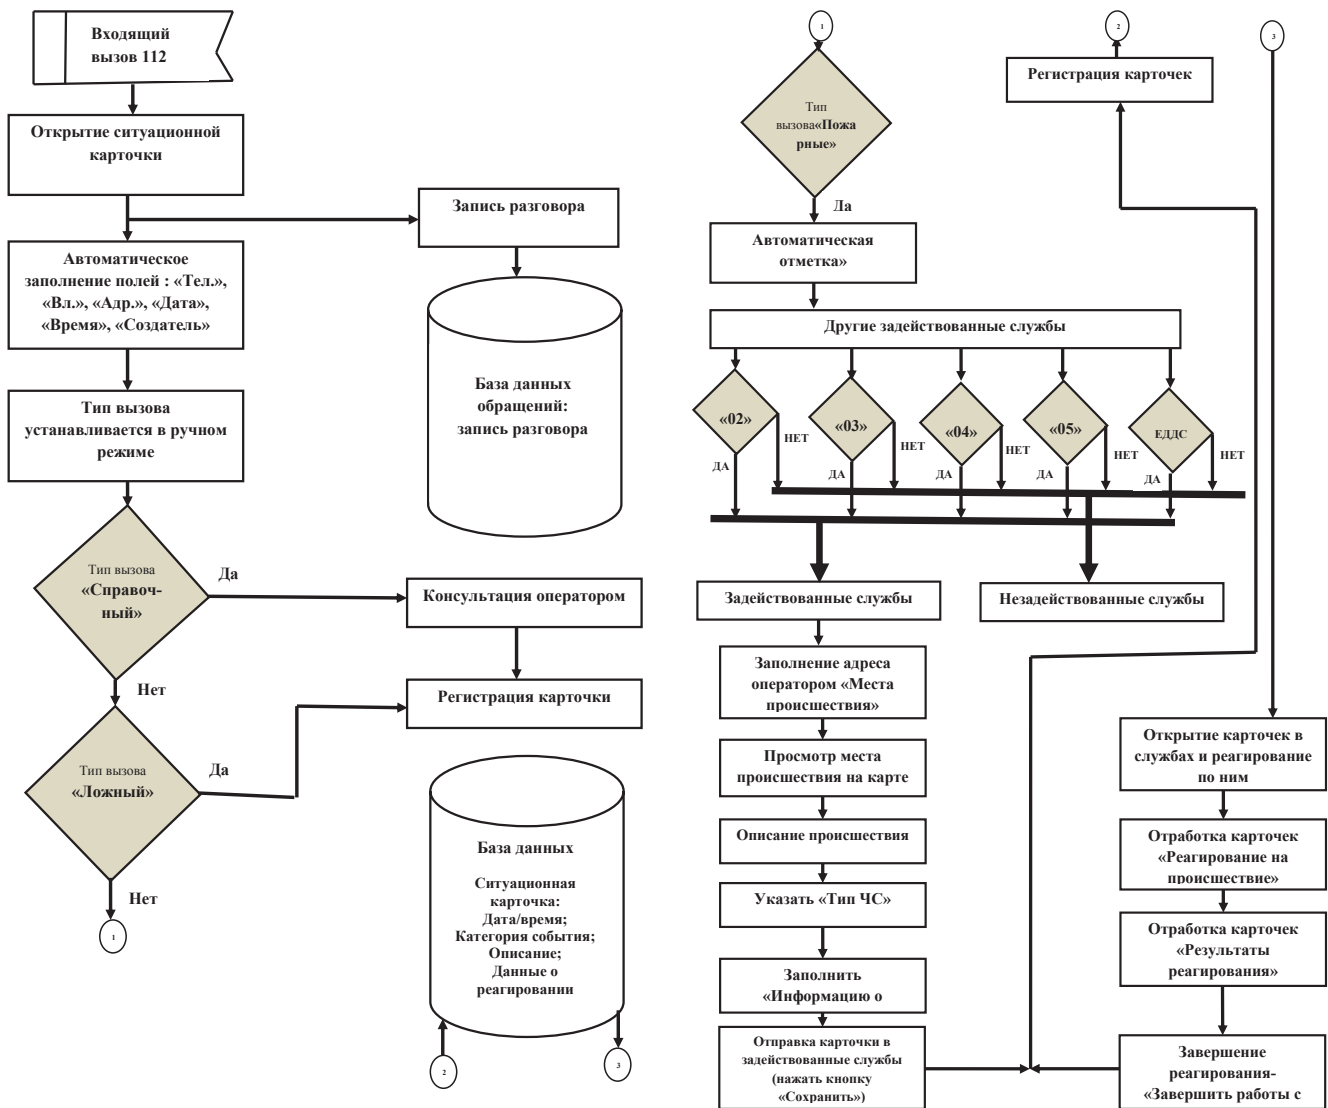 Входящий
вызов 112
Открытие ситуационной
карточки
Запись разговора
Автоматическое
заполнение полей : «Тел.»,
«Вл.», «Адр.», «Дата»,
«Время», «Создатель»
База данных
обращений:
запись разговора
Тип вызова
устанавливается в ручном
режиме
Тип вызова
«Справоч-
ный»
Да
Консультация оператором
Нет
Регистрация карточки
Тип вызова
«Ложный»
Да
Нет
1
База данных
Ситуационная
карточка:
Дата/время;
Категория события;
Описание;
Данные о
реагировании
2
3
1
Тип
вызова«Пожа
рные»
Да
Автоматическая
отметка»
Другие задействованные службы
«02»
«03»
«04»
«05»
ЕДДС
НЕТ
НЕТ
НЕТ
НЕТ
НЕТ
ДА
ДА
ДА
ДА
ДА
Задействованные службы
Незадействованные службы
Заполнение адреса
оператором «Места
происшествия»
Просмотр места
происшествия на карте
Описание происшествия
Указать «Тип ЧС»
Заполнить
«Информацию о
Отправка карточки в
задействованные службы
(нажать кнопку
«Сохранить»)
2
Регистрация карточек
3
Открытие карточек в
службах и реагирование
по ним
Отработка карточек
«Реагирование на
происшествие»
Отработка карточек
«Результаты
реагирования»
Завершение
реагирования-
«Завершить работы с